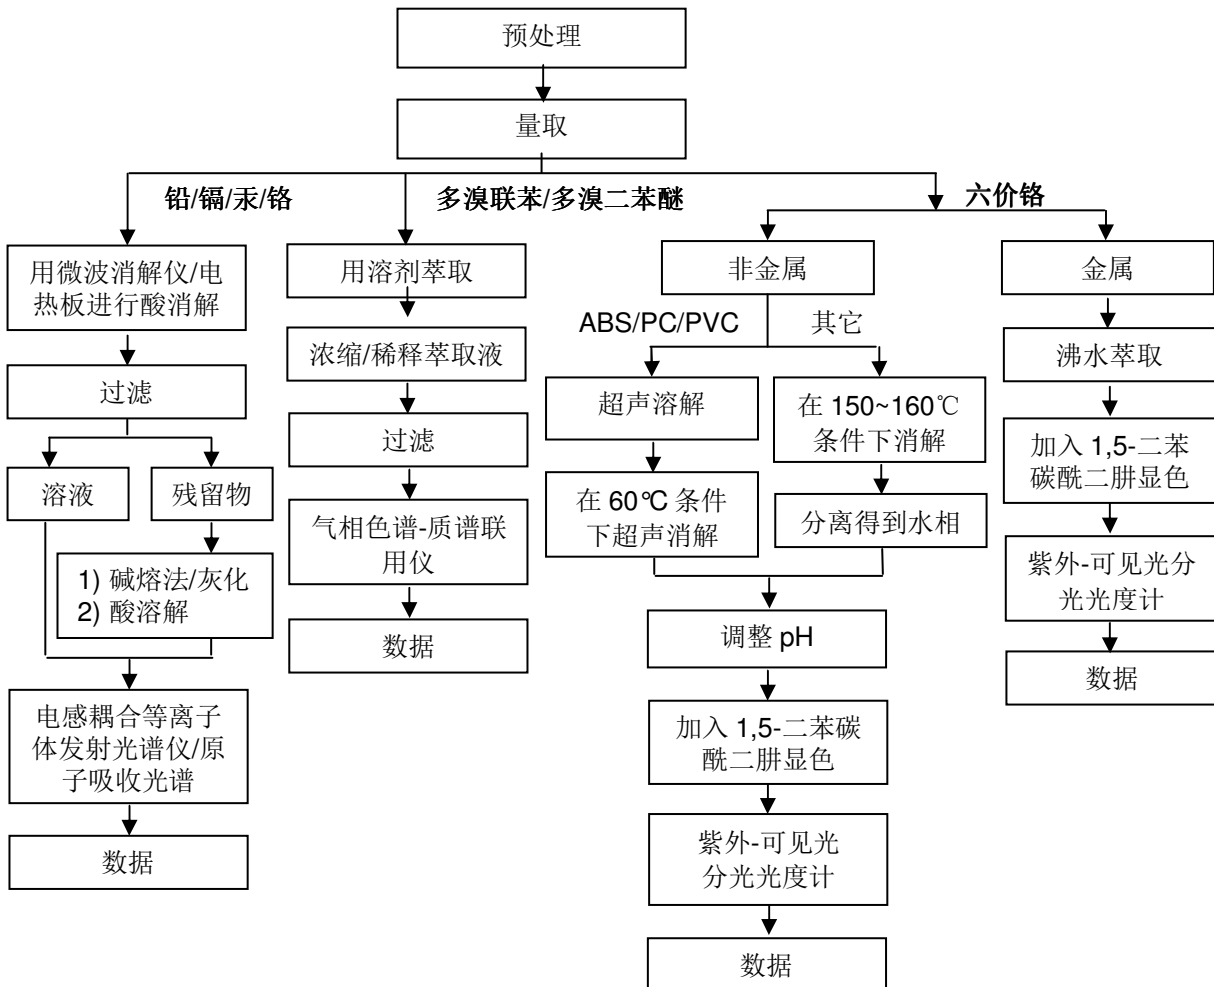 预处理
量取
铅/镉/汞/铬
多溴联苯/多溴二苯醚
六价铬
用微波消解仪/电
热板进行酸消解
过滤
溶液
残留物
1) 碱熔法/灰化
2) 酸溶解
电感耦合等离子
体发射光谱仪/原
子吸收光谱
数据
用溶剂萃取
浓缩/稀释萃取液
过滤
气相色谱-质谱联
用仪
数据
非金属
ABS/PC/PVC
其它
超声溶解
在 60℃ 条件
下超声消解
在 150~160℃
条件下消解
分离得到水相
调整 pH
加入 1,5-二苯碳
酰二肼显色
紫外-可见光
分光光度计
数据
金属
沸水萃取
加入 1,5-二苯
碳酰二肼显色
紫外-可见光分
光光度计
数据